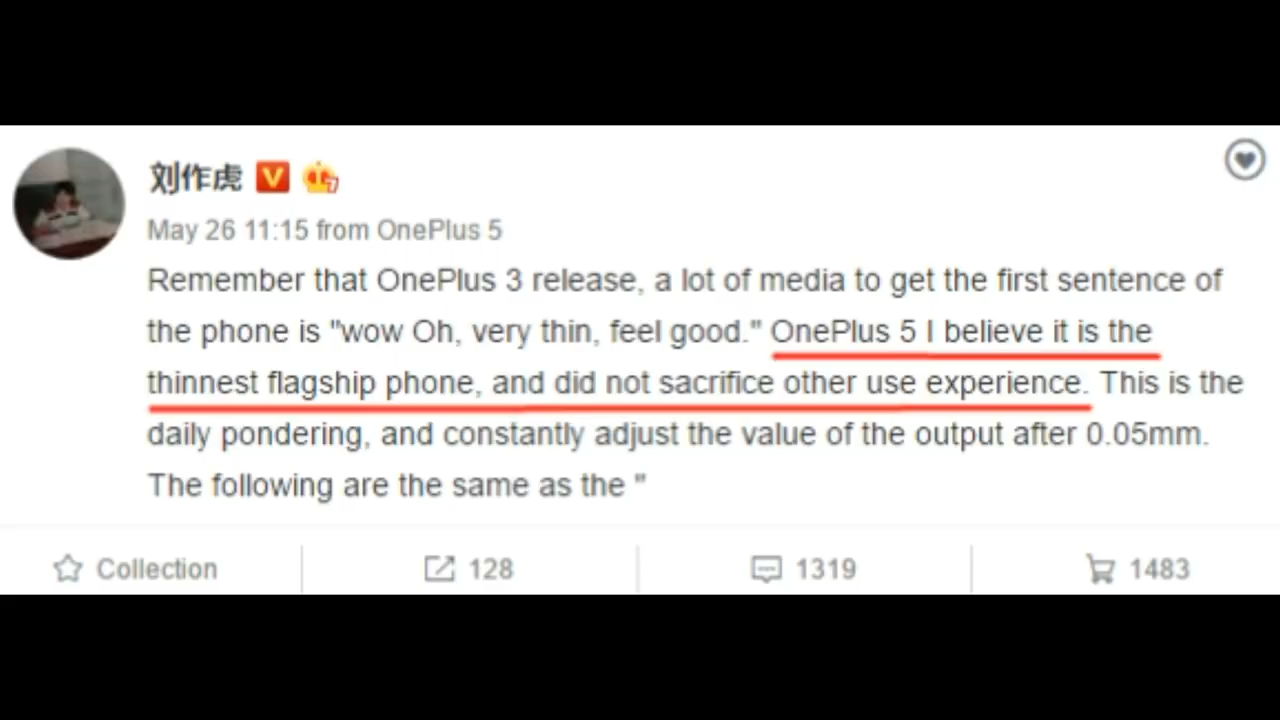 刘作虎 V 7
May 26 11:15 from OnePlus 5
Remember that OnePlus 3 release, a lot of media to get the first sentence of
the phone is "wow Oh, very thin, feel good." OnePlus 5 I believe it is the
thinnest flagship phone, and did not sacrifice other use experience. This is the
daily pondering, and constantly adjust the value of the output after 0.05mm.
The following are the same as the "
Collection 128 1319 1483